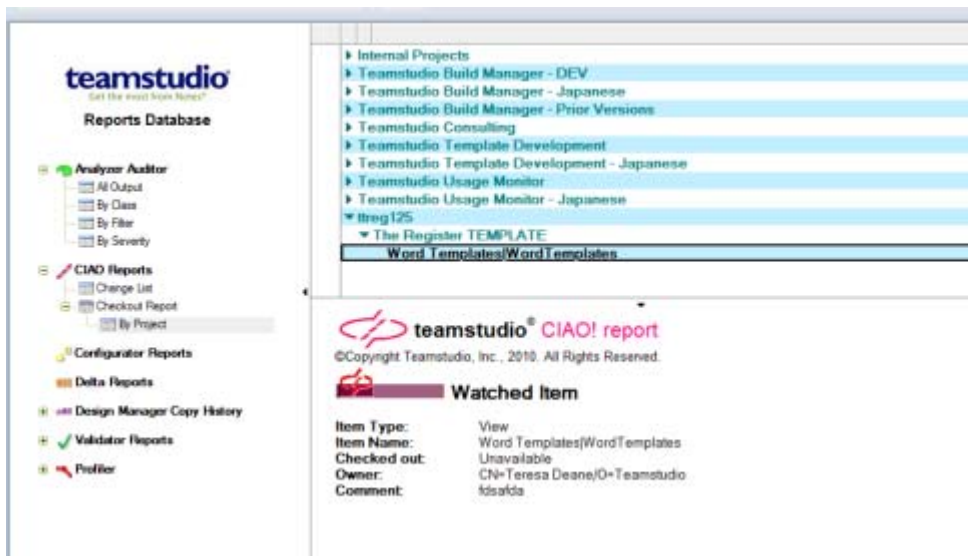 teamstudio
Get the most from Notes®
Reports Database
Analyzer Auditor
All Output
By Class
By Filter
By Severity
CIAO Reports
Change List
Checkout Report
By Project
Configurator Reports
Delta Reports
Design Manager Copy History
Validator Reports
Profiler
Internal Projects
Teamstudio Build Manager - DEV
Teamstudio Build Manager - Japanese
Teamstudio Build Manager - Prior Versions
Teamstudio Consulting
Teamstudio Template Development
Teamstudio Template Development - Japanese
Teamstudio Usage Monitor
Teamstudio Usage Monitor - Japanese
ttreg125
The Register TEMPLATE
Word Templates|WordTemplates
teamstudio® CIAO! report
©Copyright Teamstudio, Inc., 2010. All Rights Reserved.
Watched Item
Item Type: View
Item Name: Word Templates|WordTemplates
Checked out: Unavailable
Owner: CN=Teresa Deane/O=Teamstudio
Comment: fdsafda